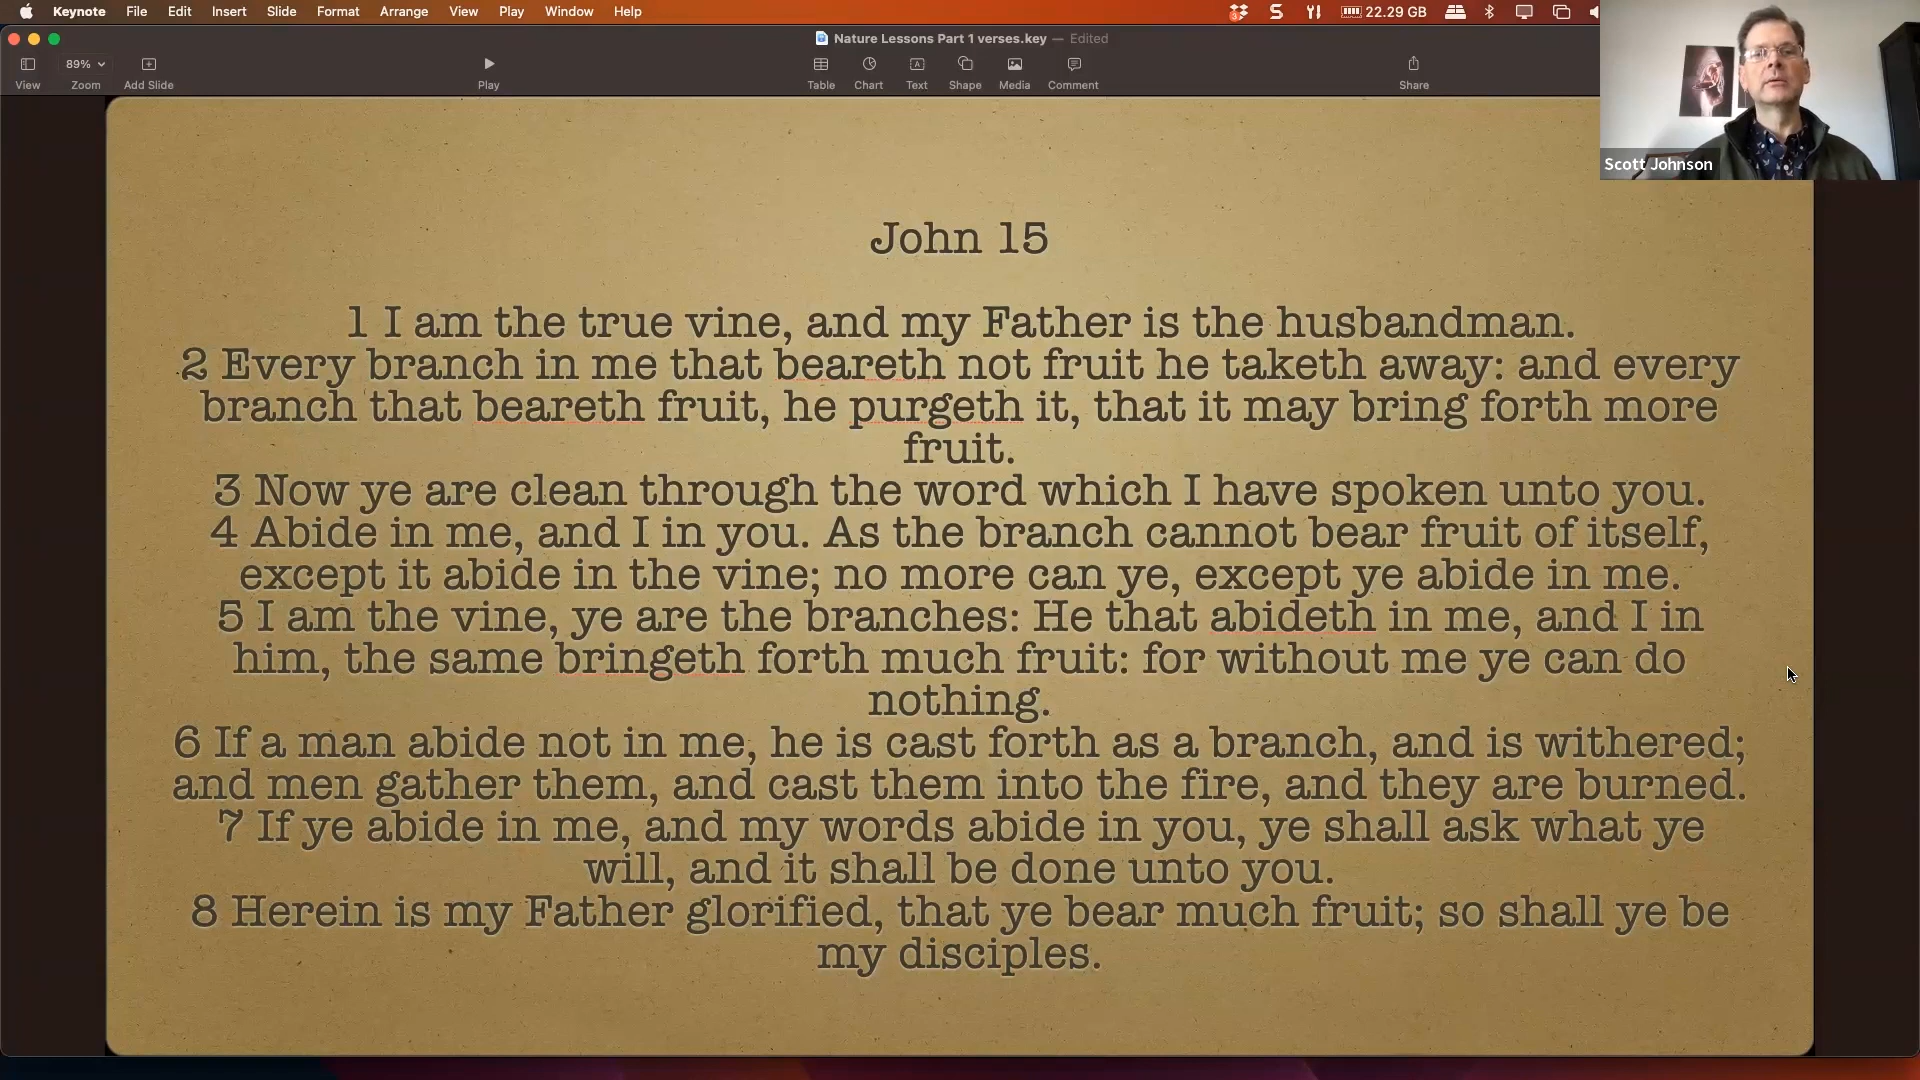 Keynote File Edit Insert Slide Format Arrange View Play Window Help 22.29 GB
Nature Lessons Part 1 verses.key — Edited
89%
View Zoom Add Slide Play Table Chart Text Shape Media Comment Share
Scott Johnson
John 15
1 I am the true vine, and my Father is the husbandman.
2 Every branch in me that beareth not fruit he taketh away: and every
branch that beareth fruit, he purgeth it, that it may bring forth more
fruit.
3 Now ye are clean through the word which I have spoken unto you.
4 Abide in me, and I in you. As the branch cannot bear fruit of itself,
except it abide in the vine; no more can ye, except ye abide in me.
5 I am the vine, ye are the branches: He that abideth in me, and I in
him, the same bringeth forth much fruit: for without me ye can do
nothing.
6 If a man abide not in me, he is cast forth as a branch, and is withered;
and men gather them, and cast them into the fire, and they are burned.
7 If ye abide in me, and my words abide in you, ye shall ask what ye
will, and it shall be done unto you.
8 Herein is my Father glorified, that ye bear much fruit; so shall ye be
my disciples.